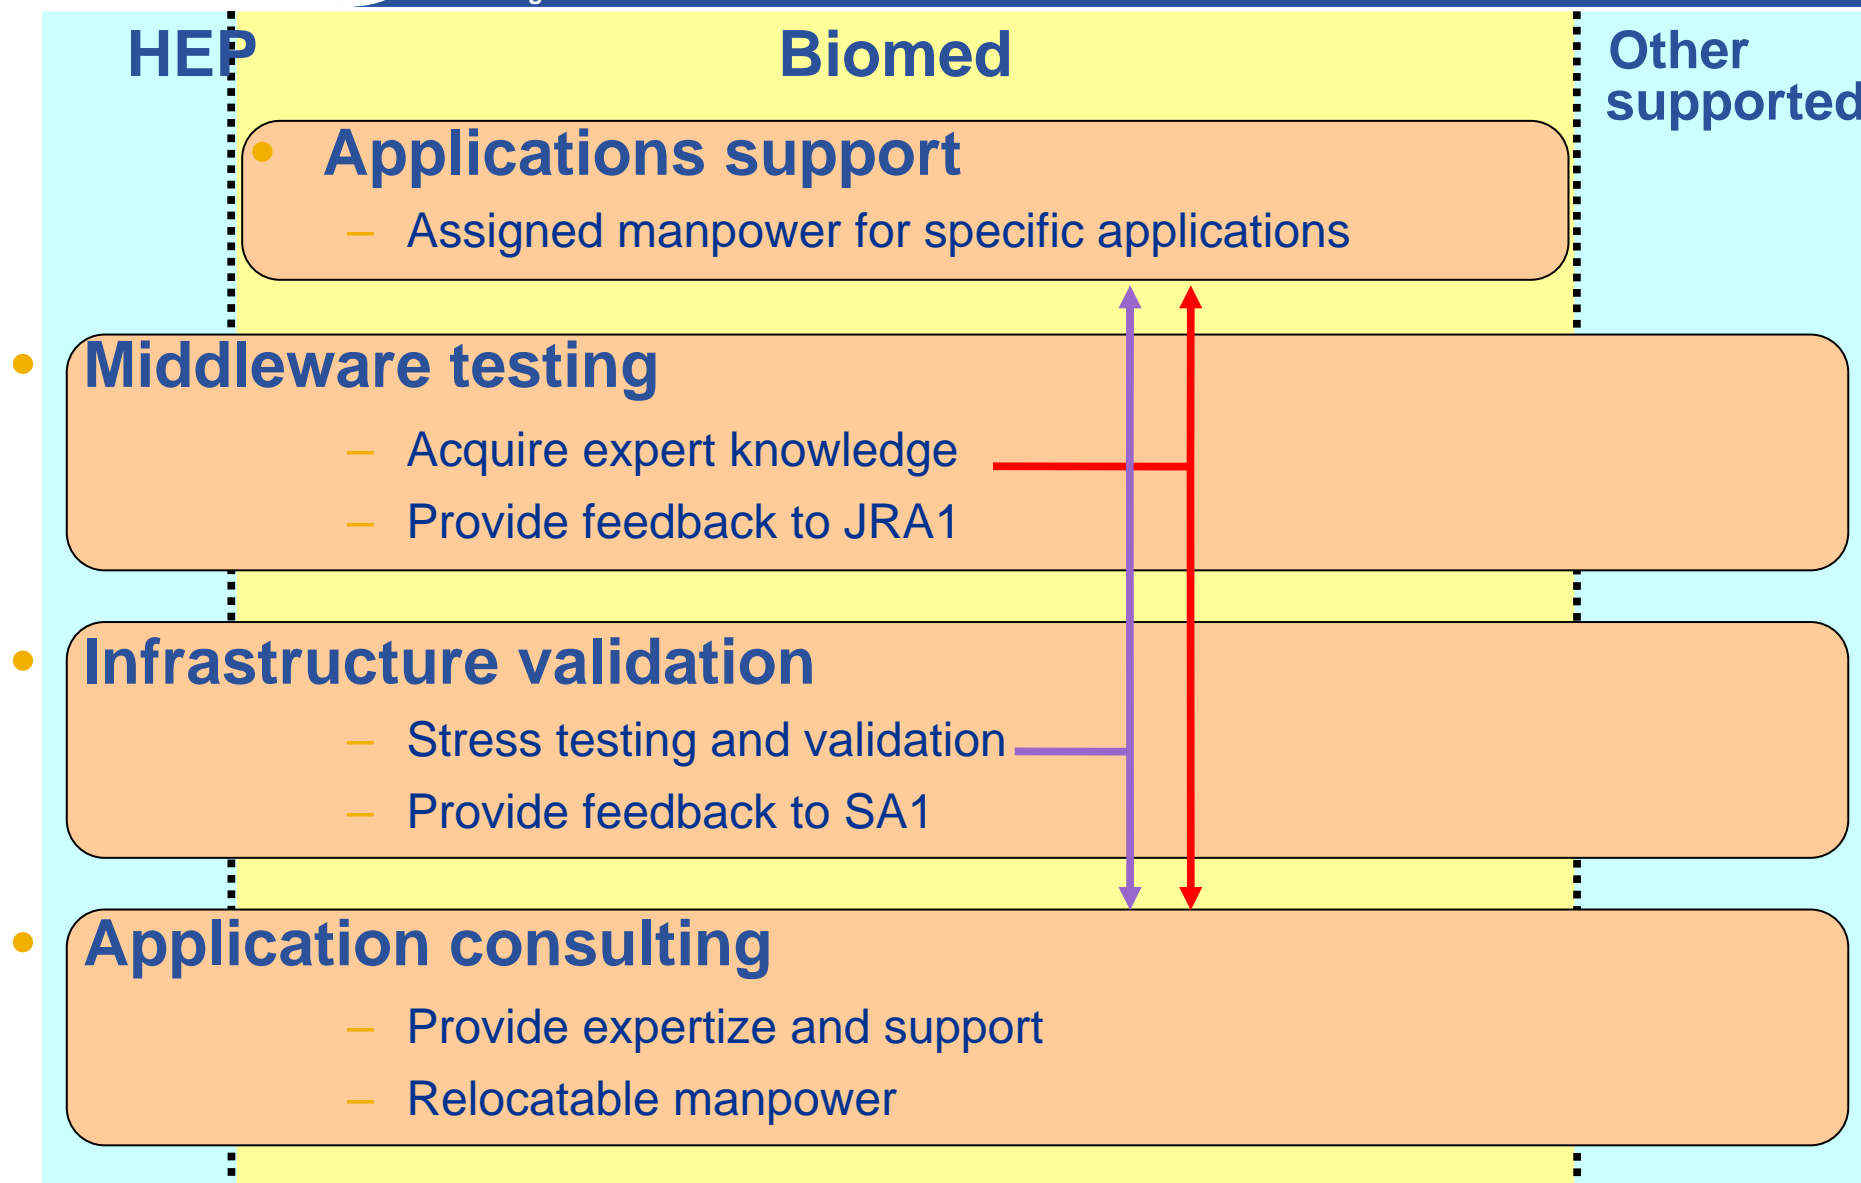 HEP
Biomed
Other
supported
• Applications support
– Assigned manpower for specific applications
• Middleware testing
– Acquire expert knowledge
– Provide feedback to JRA1
• Infrastructure validation
– Stress testing and validation
– Provide feedback to SA1
• Application consulting
– Provide expertize and support
– Relocatable manpower